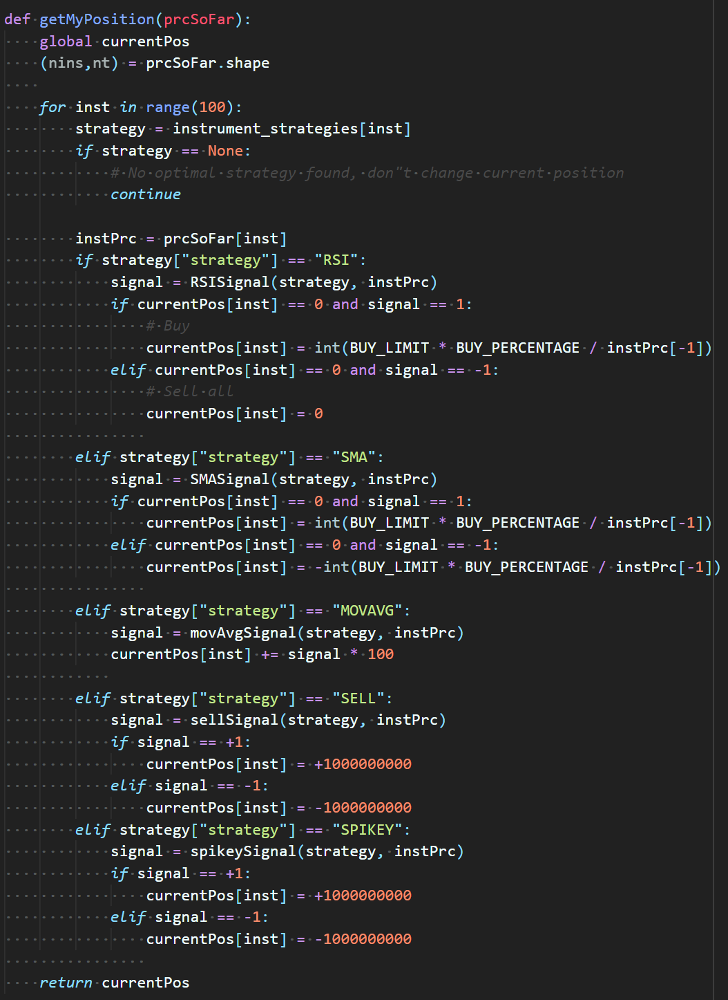 def getMyPosition(prcSoFar):
    global currentPos
    (nins,nt) = prcSoFar.shape
    for inst in range(100):
        strategy = instrument_strategies[inst]
        if strategy == None:
            # No optimal strategy found, don"t change current position
            continue
        instPrc = prcSoFar[inst]
        if strategy["strategy"] == "RSI":
            signal = RSISignal(strategy, instPrc)
            if currentPos[inst] == 0 and signal == 1:
                # Buy
                currentPos[inst] = int(BUY_LIMIT * BUY_PERCENTAGE / instPrc[-1])
            elif currentPos[inst] == 0 and signal == -1:
                # Sell all
                currentPos[inst] = 0
        elif strategy["strategy"] == "SMA":
            signal = SMASignal(strategy, instPrc)
            if currentPos[inst] == 0 and signal == 1:
                currentPos[inst] = int(BUY_LIMIT * BUY_PERCENTAGE / instPrc[-1])
            elif currentPos[inst] == 0 and signal == -1:
                currentPos[inst] = -int(BUY_LIMIT * BUY_PERCENTAGE / instPrc[-1])
        elif strategy["strategy"] == "MOVAVG":
            signal = movAvgSignal(strategy, instPrc)
            currentPos[inst] += signal * 100
        elif strategy["strategy"] == "SELL":
            signal = sellSignal(strategy, instPrc)
            if signal == +1:
                currentPos[inst] = +1000000000
            elif signal == -1:
                currentPos[inst] = -1000000000
        elif strategy["strategy"] == "SPIKEY":
            signal = spikeySignal(strategy, instPrc)
            if signal == +1:
                currentPos[inst] = +1000000000
            elif signal == -1:
                currentPos[inst] = -1000000000
    return currentPos